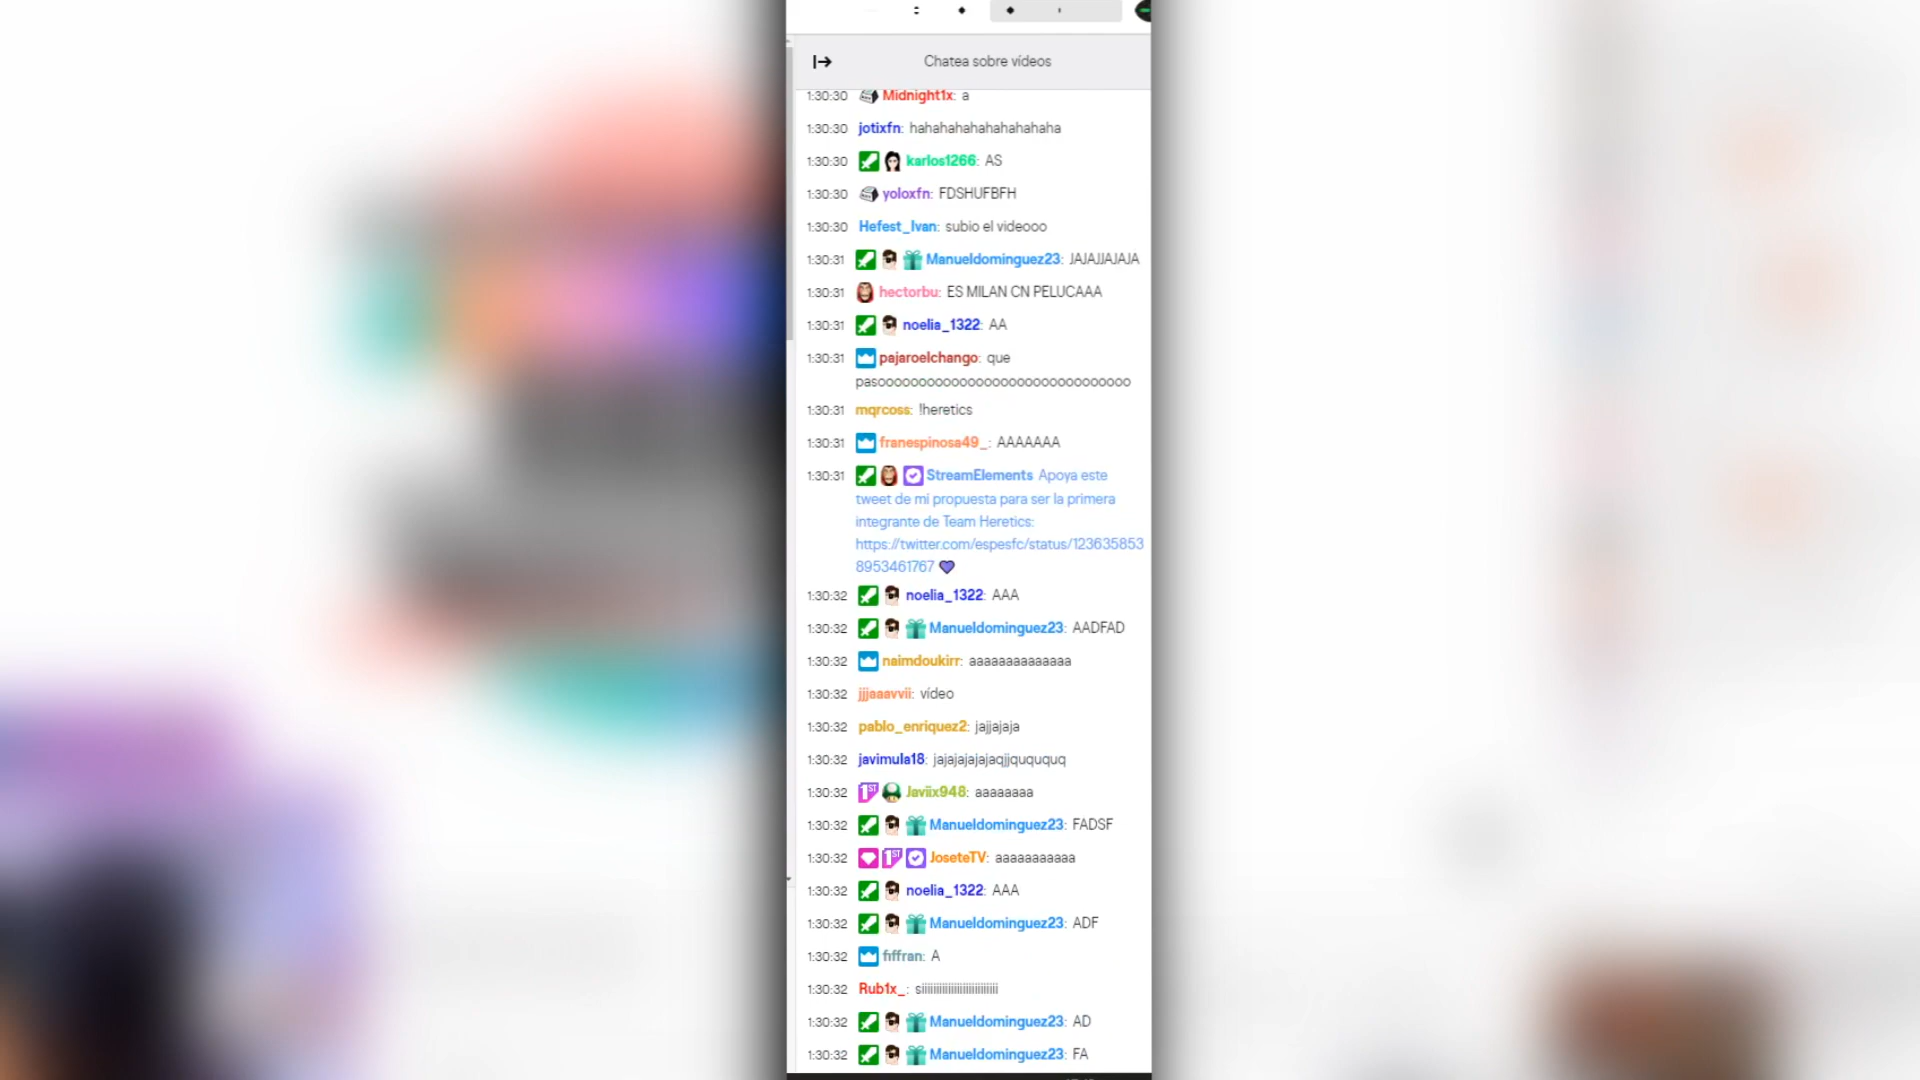 Chatea sobre vídeos
1:30:30 Midnight1x: a
1:30:30 jotixfn: hahahahahahahahaha
1:30:30 karlos1266: AS
1:30:30 yoloxfn: FDSHUFBFH
1:30:30 Hefest_Ivan: subio el videooo
1:30:31 Manueldominguez23: JAJAJJAJAJA
1:30:31 hectorbu: ES MILAN CN PELUCAAA
1:30:31 noelia_1322: AA
1:30:31 pajaroelchango: que
pasooooooooooooooooooooooooooooooo
1:30:31 mqrcoss: !heretics
1:30:31 franespinosa49_: AAAAAAA
1:30:31 StreamElements Apoya este
tweet de mi propuesta para ser la primera
integrante de Team Heretics:
https://twitter.com/espesfc/status/123635853
8953461767
1:30:32 noelia_1322: AAA
1:30:32 Manueldominguez23: AADFAD
1:30:32 naimdoukirr: aaaaaaaaaaaaaa
1:30:32 jjjaaavvii: vídeo
1:30:32 pablo_enriquez2: jajjajaja
1:30:32 javimula18: jajajajajajaqjjquququq
1:30:32 1ST Javiix948: aaaaaaaa
1:30:32 Manueldominguez23: FADSF
1:30:32 1ST JoseteTV: aaaaaaaaaaa
1:30:32 noelia_1322: AAA
1:30:32 Manueldominguez23: ADF
1:30:32 fiffran: A
1:30:32 Rub1x_: siiiiiiiiiiiiiiiiiiiiiiiii
1:30:32 Manueldominguez23: AD
1:30:32 Manueldominguez23: FA